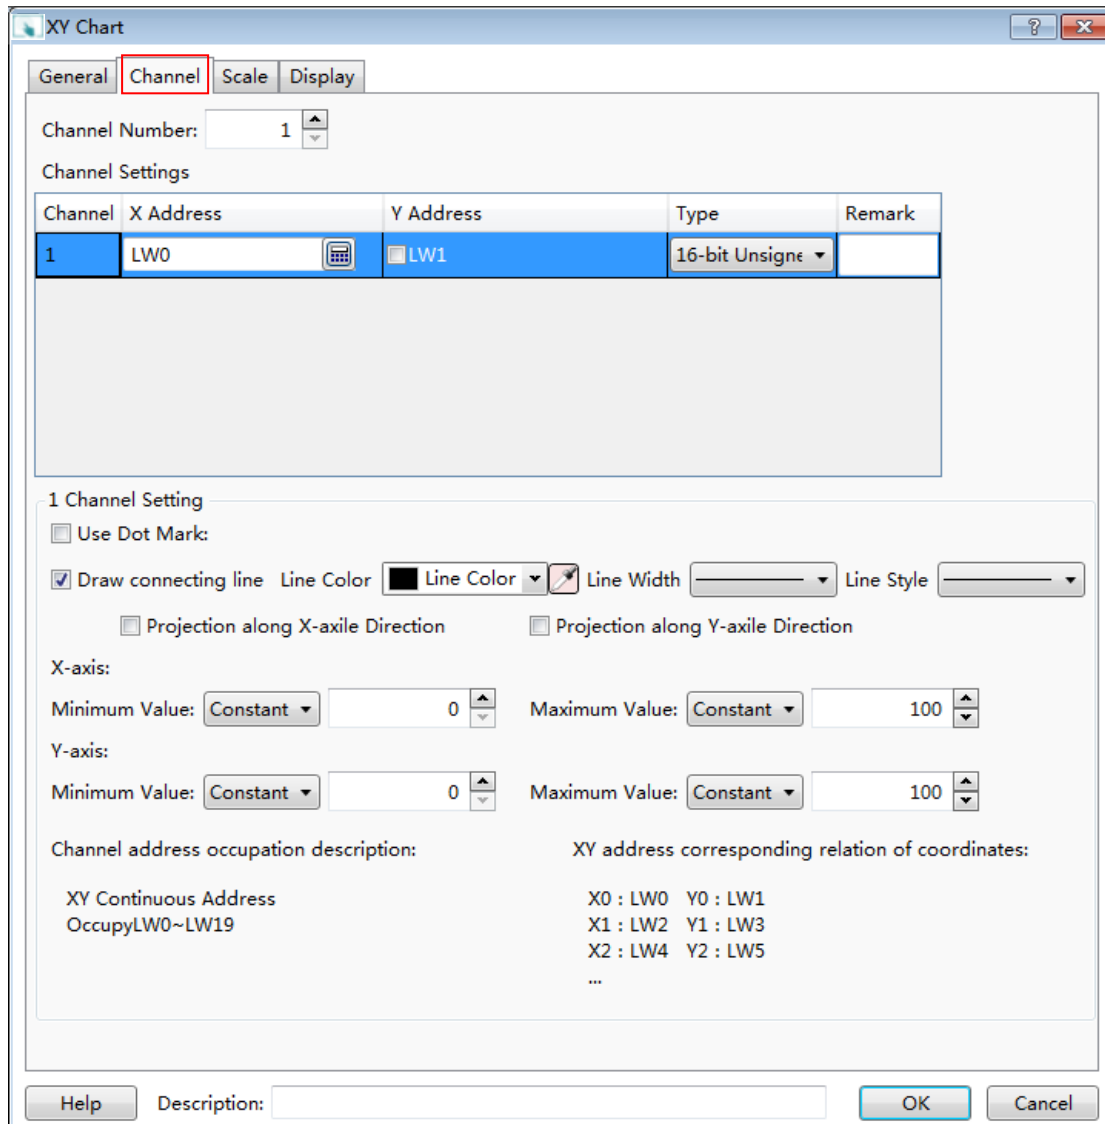 XY Chart
General Channel Scale Display
Channel Number: 1
Channel Settings
Channel X Address Y Address Type Remark
1 LW0 LW1 16-bit Unsigne
1 Channel Setting
Use Dot Mark:
Draw connecting line Line Color Line Color Line Width Line Style
Projection along X-axile Direction Projection along Y-axile Direction
X-axis:
Minimum Value: Constant 0 Maximum Value: Constant 100
Y-axis:
Minimum Value: Constant 0 Maximum Value: Constant 100
Channel address occupation description: XY address corresponding relation of coordinates:
XY Continuous Address X0 : LW0 Y0 : LW1
OccupyLW0~LW19 X1 : LW2 Y1 : LW3
X2 : LW4 Y2 : LW5
...
Help Description: OK Cancel